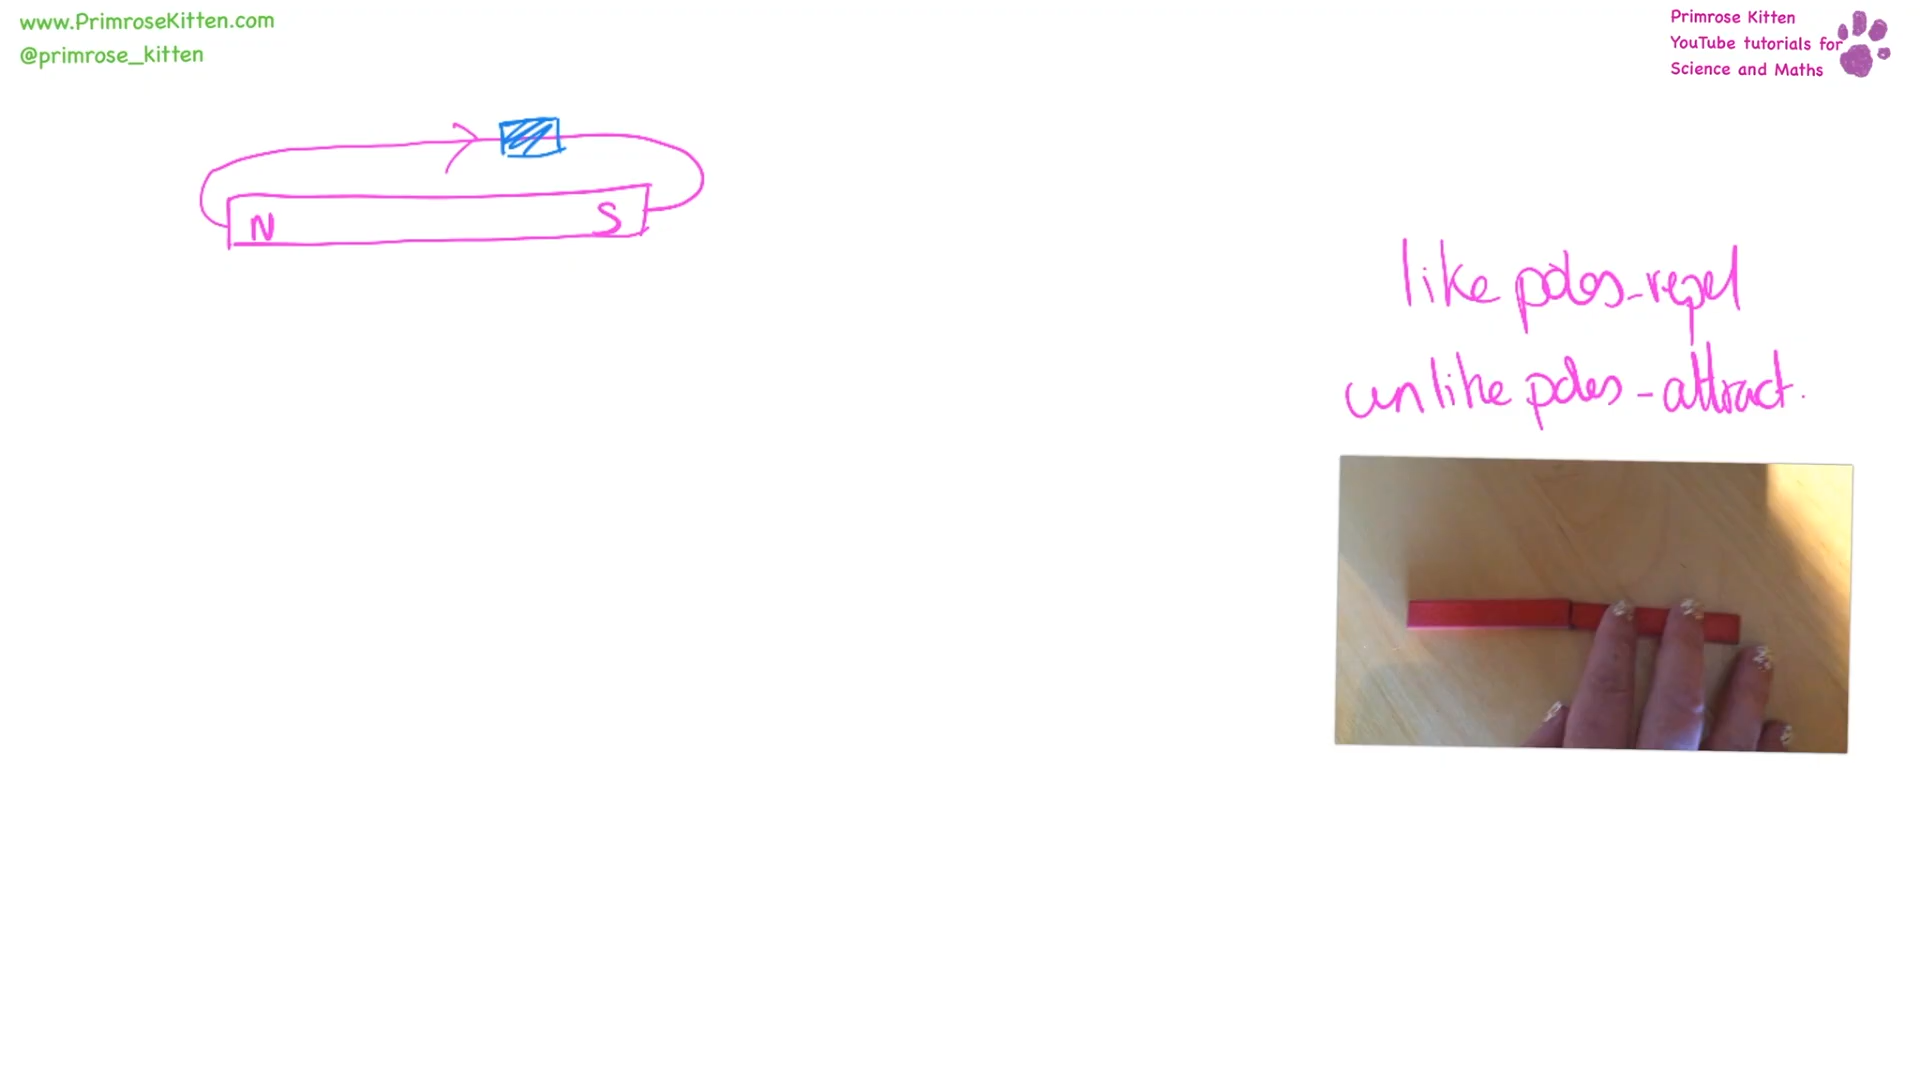 www.PrimroseKitten.com
@primrose_kitten
Primrose Kitten
YouTube tutorials for
Science and Maths
N S
like poles-repel
unlike poles-attract.